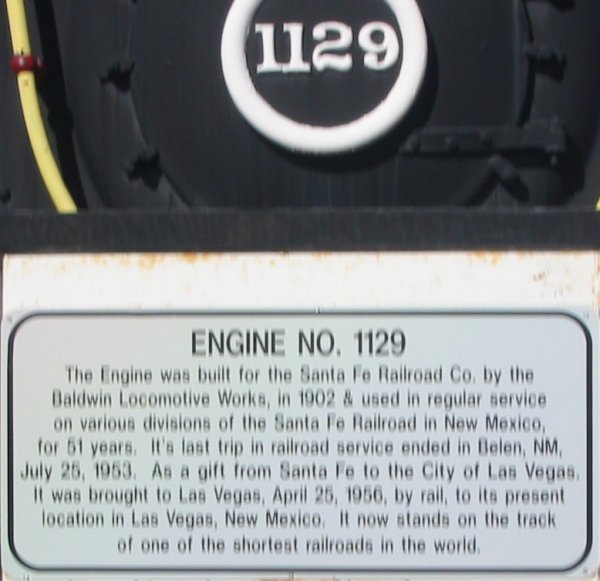 1129
ENGINE NO. 1129
The Engine was built for the Santa Fe Railroad Co. by the
Baldwin Locomotive Works, in 1902 & used in regular service
on various divisions of the Santa Fe Railroad in New Mexico,
for 51 years. It's last trip in railroad service ended in Belen, NM,
July 25, 1953. As a gift from Santa Fe to the City of Las Vegas.
It was brought to Las Vegas, April 25, 1956, by rail, to its present
location in Las Vegas, New Mexico. It now stands on the track
of one of the shortest railroads in the world.